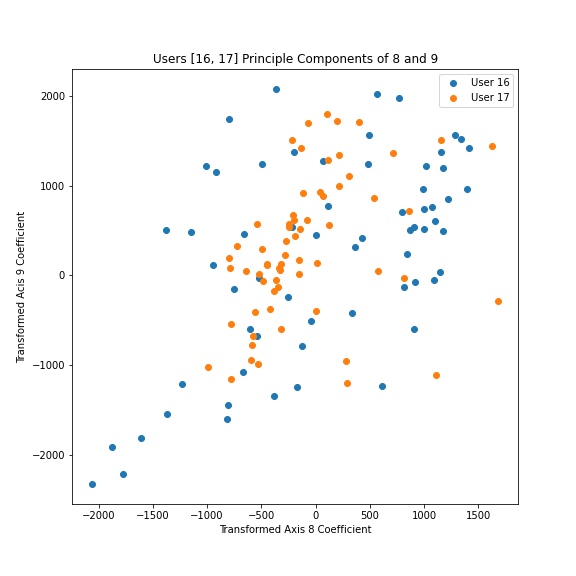 Users [16, 17] Principle Components of 8 and 9
User 16
User 17
Transformed Acis 9 Coefficient
2000
1000
0
−1000
−2000
−2000 −1500 −1000 −500 0 500 1000 1500
Transformed Axis 8 Coefficient